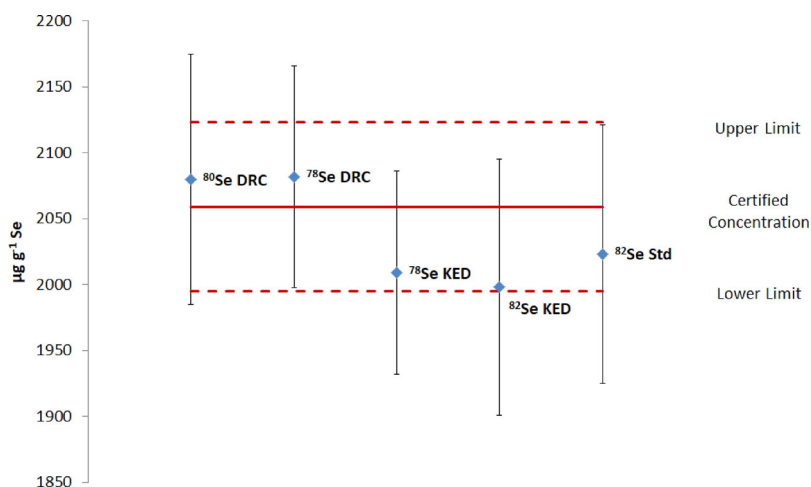 2200
2150
2100
2050
2000
1950
1900
1850
µg g⁻¹ Se
⁸⁰Se DRC
⁷⁸Se DRC
⁷⁸Se KED
⁸²Se KED
⁸²Se Std
Upper Limit
Certified
Concentration
Lower Limit